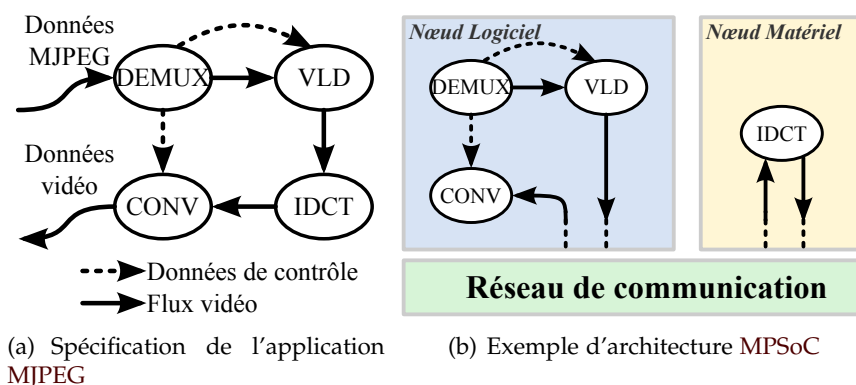 Données
MJPEG
DEMUX
VLD
Données
vidéo
CONV
IDCT
Données de contrôle
Flux vidéo
(a) Spécification de l'application
MJPEG
Nœud Logiciel
DEMUX
VLD
CONV
Nœud Matériel
IDCT
Réseau de communication
(b) Exemple d'architecture MPSoC